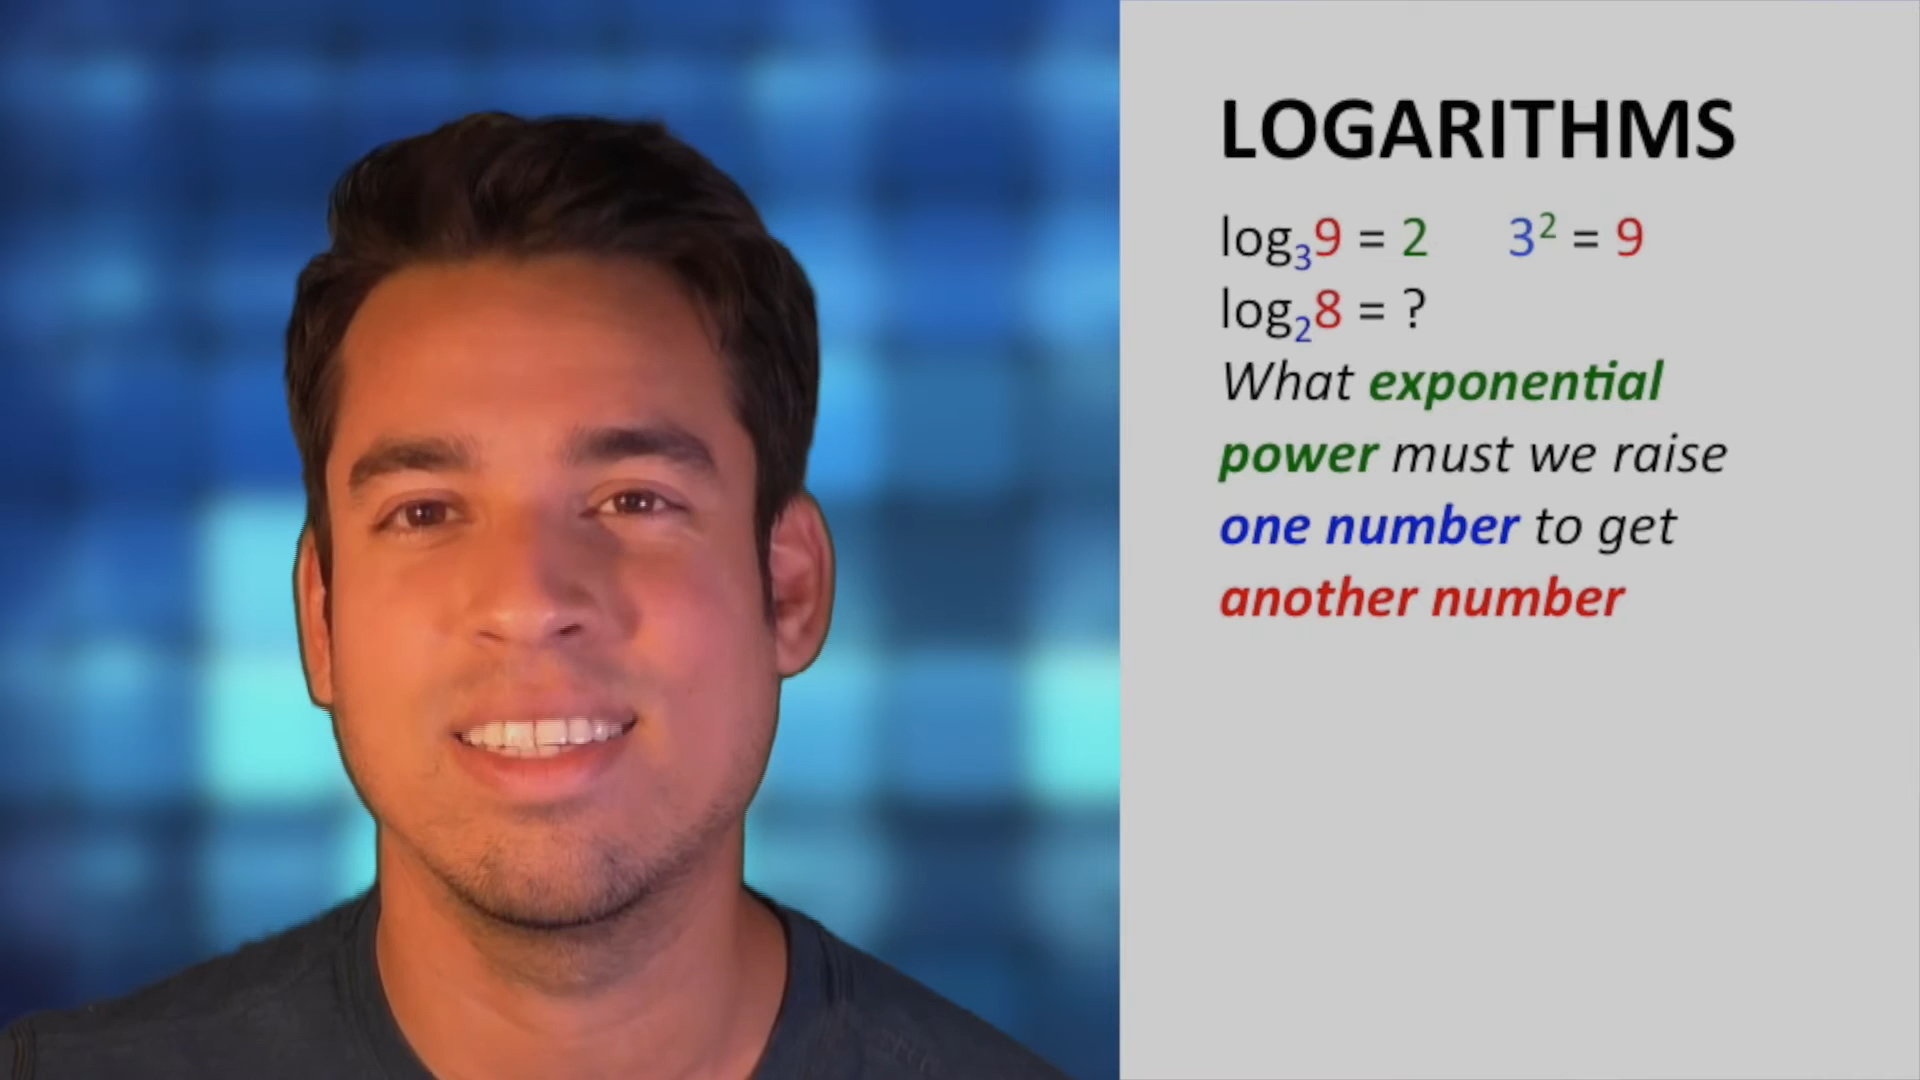 LOGARITHMS
log₃9 = 2 3² = 9
log₂8 = ?
What exponential
power must we raise
one number to get
another number